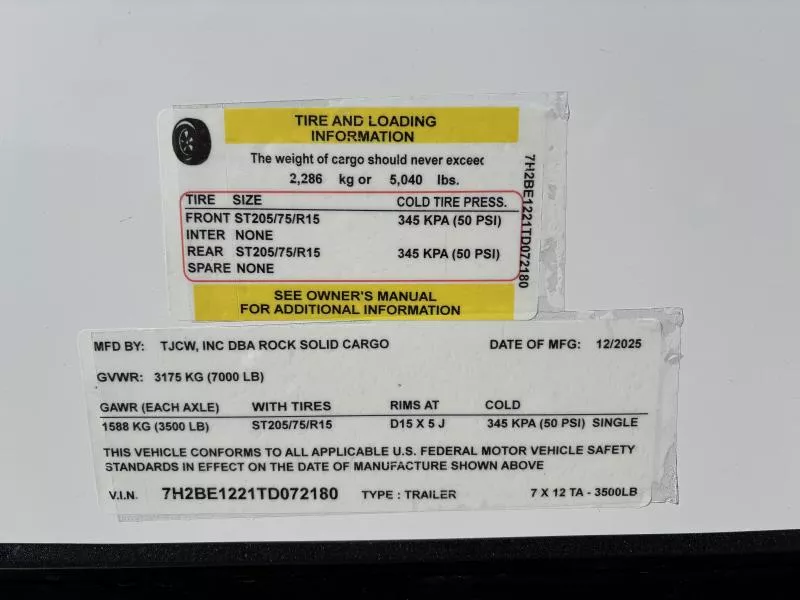 TIRE AND LOADING
INFORMATION
The weight of cargo should never exceec
2,286 kg or 5,040 lbs.
TIRE SIZE COLD TIRE PRESS.
FRONT ST205/75/R15 345 KPA (50 PSI)
INTER NONE
REAR ST205/75/R15 345 KPA (50 PSI)
SPARE NONE
SEE OWNER'S MANUAL
FOR ADDITIONAL INFORMATION
7H2BE1221TD072180
MFD BY: TJCW, INC DBA ROCK SOLID CARGO DATE OF MFG: 12/2025
GVWR: 3175 KG (7000 LB)
GAWR (EACH AXLE) WITH TIRES RIMS AT COLD
1588 KG (3500 LB) ST205/75/R15 D15 X 5 J 345 KPA (50 PSI) SINGLE
THIS VEHICLE CONFORMS TO ALL APPLICABLE U.S. FEDERAL MOTOR VEHICLE SAFETY
STANDARDS IN EFFECT ON THE DATE OF MANUFACTURE SHOWN ABOVE
V.I.N. 7H2BE1221TD072180 TYPE : TRAILER 7 X 12 TA - 3500LB